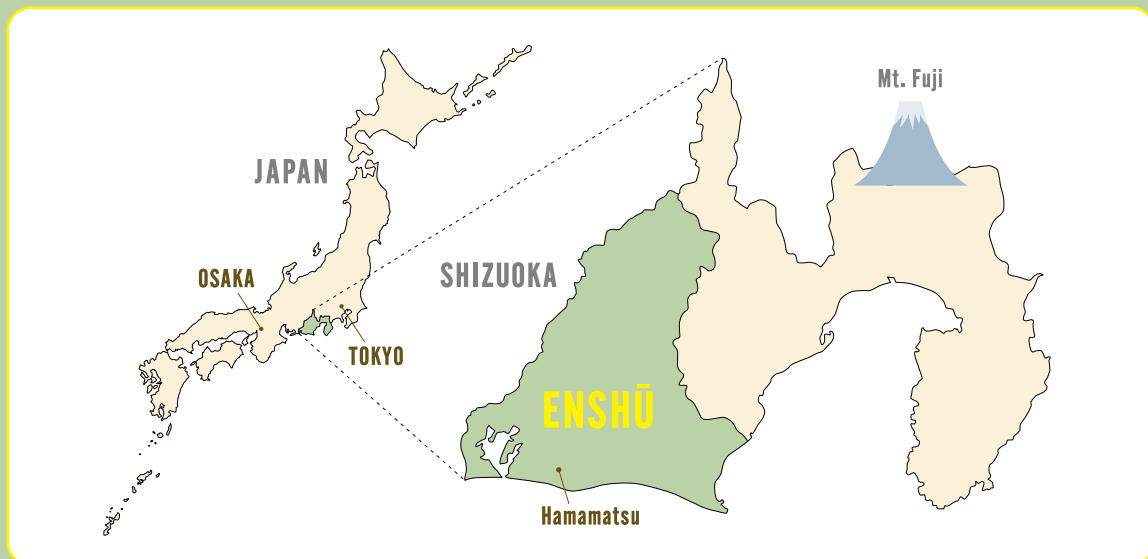 JAPAN
OSAKA
TOKYO
SHIZUOKA
Mt. Fuji
ENSHŪ
Hamamatsu